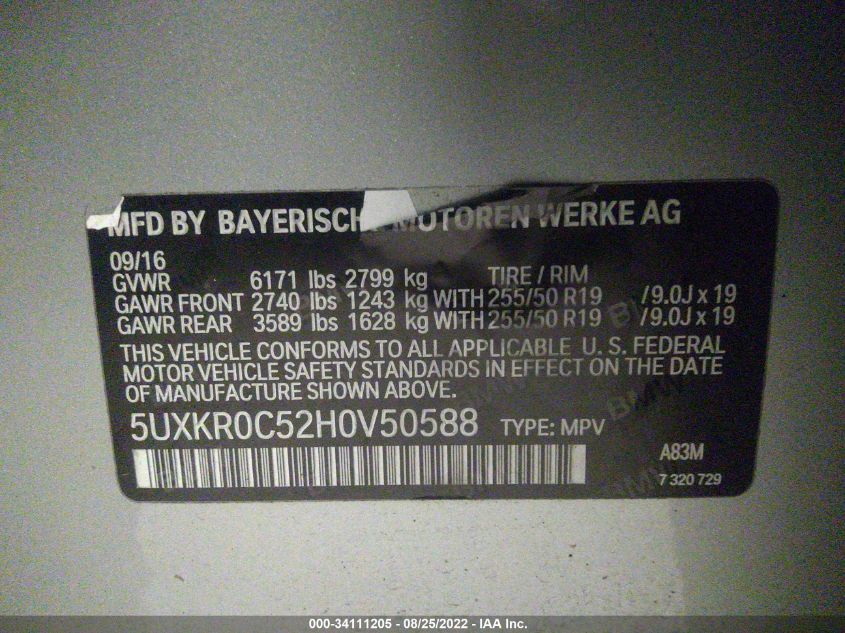 MFD BY BAYERISCH MOTOREN WERKE AG
09/16
GVWR 6171 lbs 2799 kg TIRE / RIM
GAWR FRONT 2740 lbs 1243 kg WITH 255/50 R19 /9.0J x 19
GAWR REAR 3589 lbs 1628 kg WITH 255/50 R19 /9.0J x 19
THIS VEHICLE CONFORMS TO ALL APPLICABLE U. S. FEDERAL
MOTOR VEHICLE SAFETY STANDARDS IN EFFECT ON THE DATE
OF MANUFACTURE SHOWN ABOVE.
5UXKR0C52H0V50588 TYPE: MPV
A83M
7 320 729
000-34111205 - 08/25/2022 - IAA Inc.